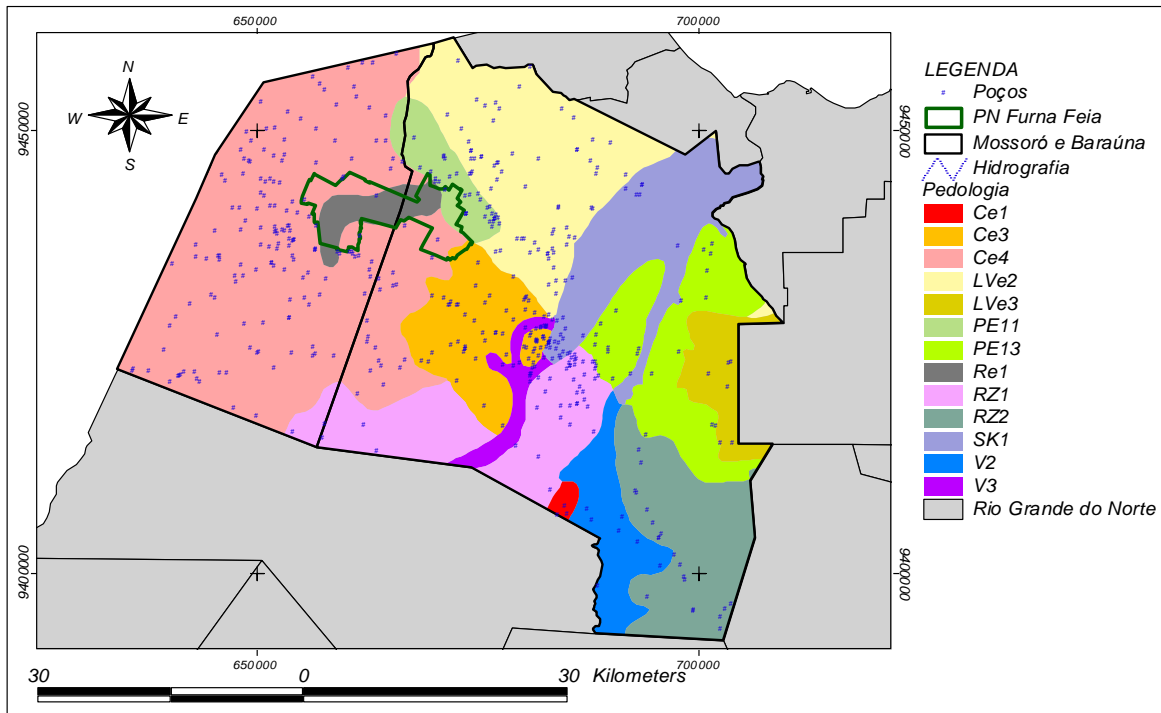 650000
700000
N
W
E
S
9450000
9450000
LEGENDA
Poços
PN Furna Feia
Mossoró e Baraúna
Hidrografia
Pedologia
Ce1
Ce3
Ce4
LVe2
LVe3
PE11
PE13
Re1
RZ1
RZ2
SK1
V2
V3
Rio Grande do Norte
9400000
9400000
650000
700000
30
0
30
Kilometers